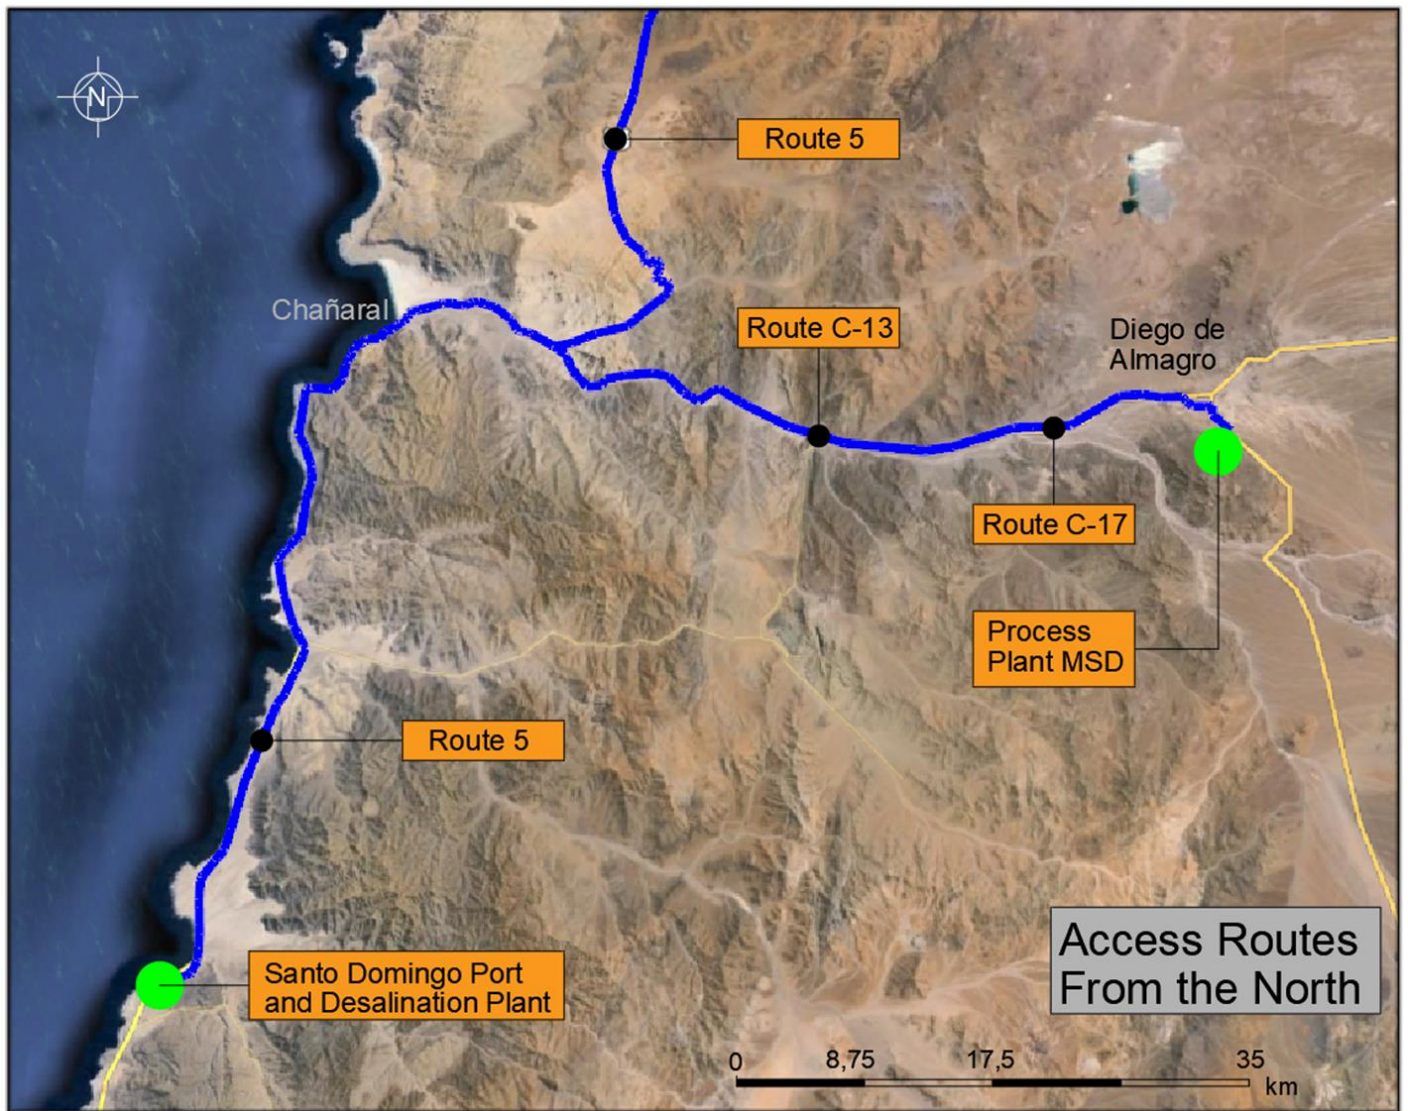 N
Route 5
Chañaral
Route C-13
Diego de
Almagro
Route C-17
Process
Plant MSD
Route 5
Santo Domingo Port
and Desalination Plant
Access Routes
From the North
0 8,75 17,5 35
km